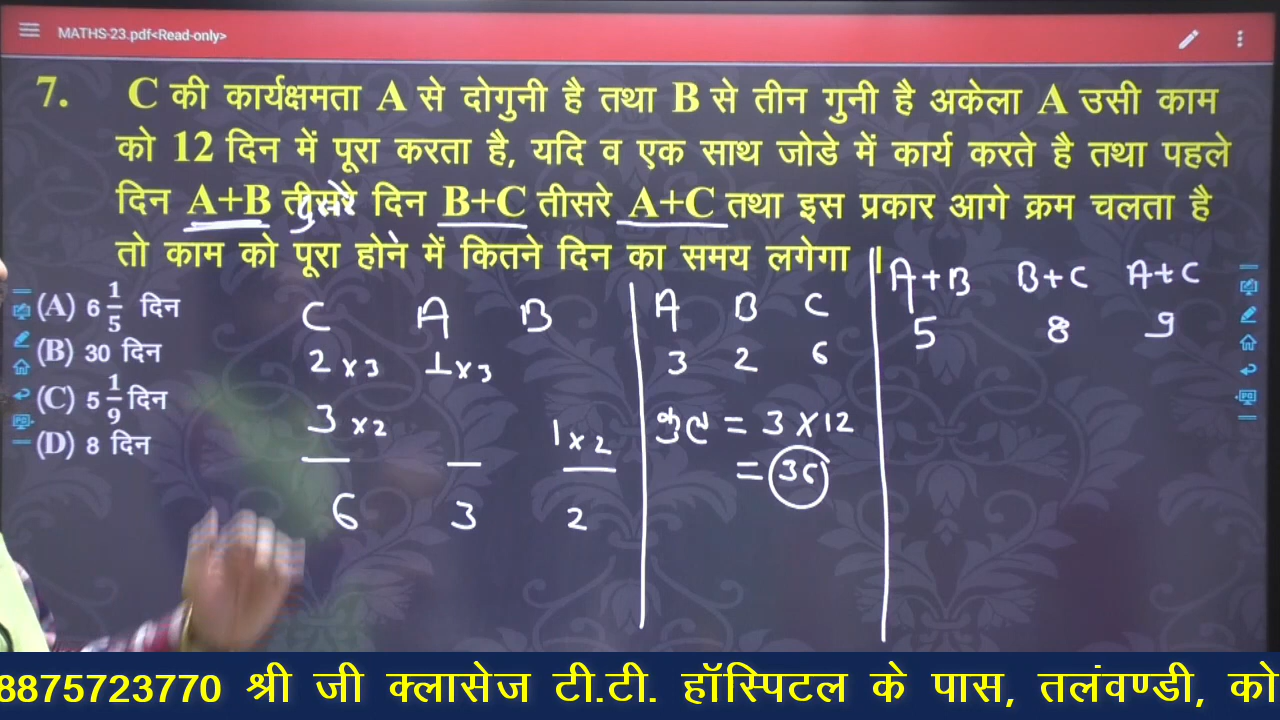 MATHS-23.pdf<Read-only>
7. C की कार्यक्षमता A से दोगुनी है तथा B से तीन गुनी है अकेला A उसी काम
को 12 दिन में पूरा करता है, यदि व एक साथ जोडे में कार्य करते है तथा पहले
दिन A+B तीसरे दिन B+C तीसरे A+C तथा इस प्रकार आगे क्रम चलता है
तो काम को पूरा होने में कितने दिन का समय लगेगा ।
(A) 6 1/5 दिन
(B) 30 दिन
(C) 5 1/9 दिन
(D) 8 दिन
C A B
2 x 3 1 x 3
3 x 2 1 x 2
6 3 2
A B C
3 2 6
कुल = 3 x 12
= 36
A+B B+C A+C
5 8 9
8875723770 श्री जी क्लासेज टी.टी. हॉस्पिटल के पास, तलंवण्डी, को